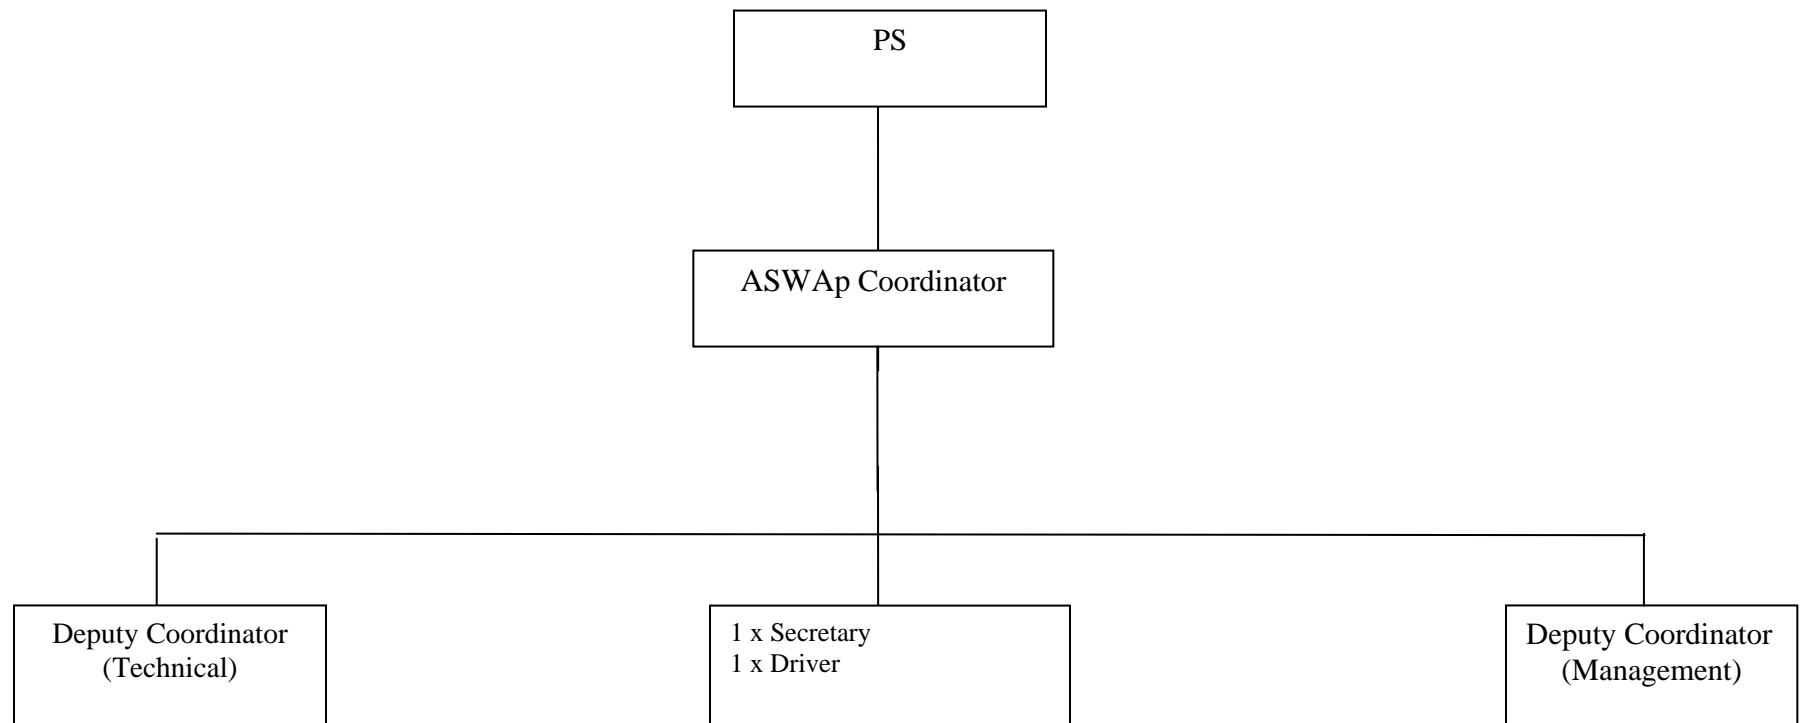 PS
ASWAp Coordinator
Deputy Coordinator
(Technical)
1 x Secretary
1 x Driver
Deputy Coordinator
(Management)